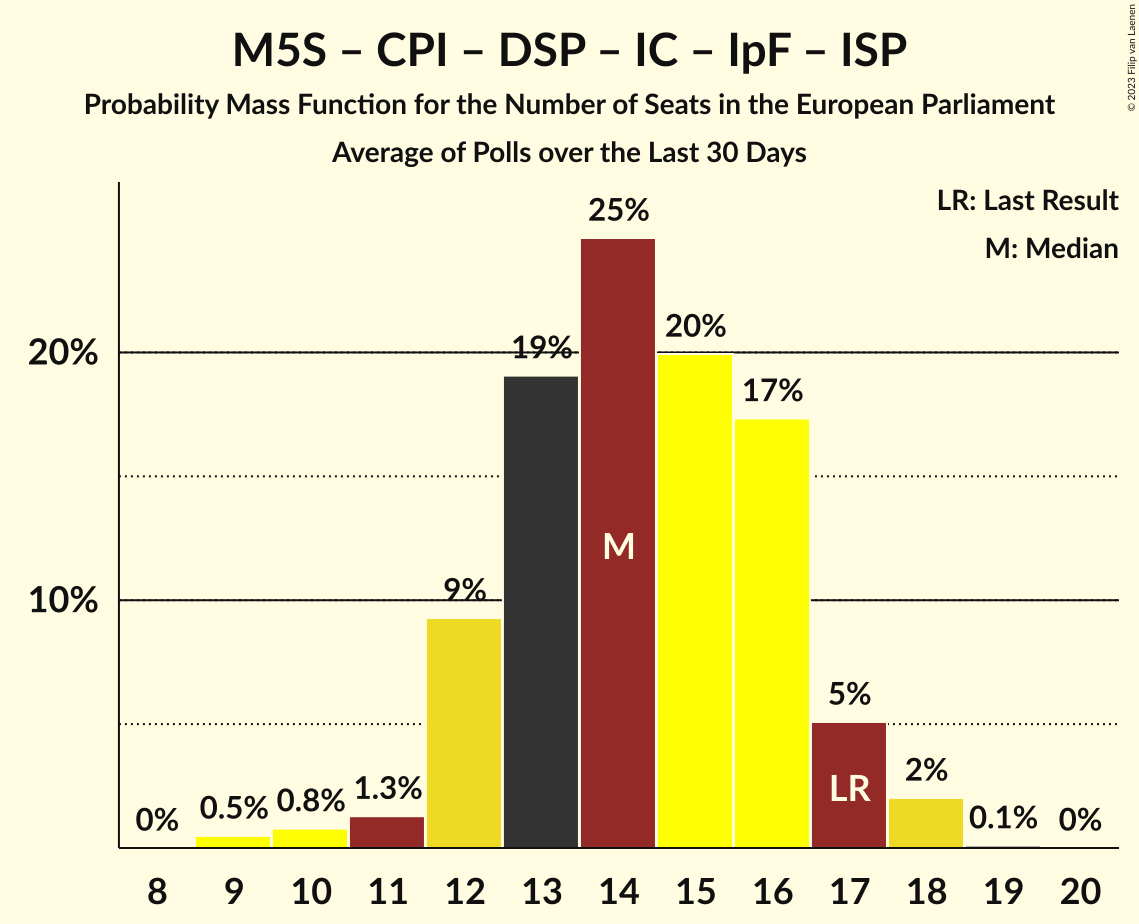 M5S – CPI – DSP – IC – IpF – ISP
Probability Mass Function for the Number of Seats in the European Parliament
Average of Polls over the Last 30 Days
© 2023 Filip van Laenen
LR: Last Result
M: Median
20%
10%
0%
0.5%
0.8%
1.3%
9%
19%
25%
20%
17%
5%
2%
0.1%
0%
M
LR
8 9 10 11 12 13 14 15 16 17 18 19 20